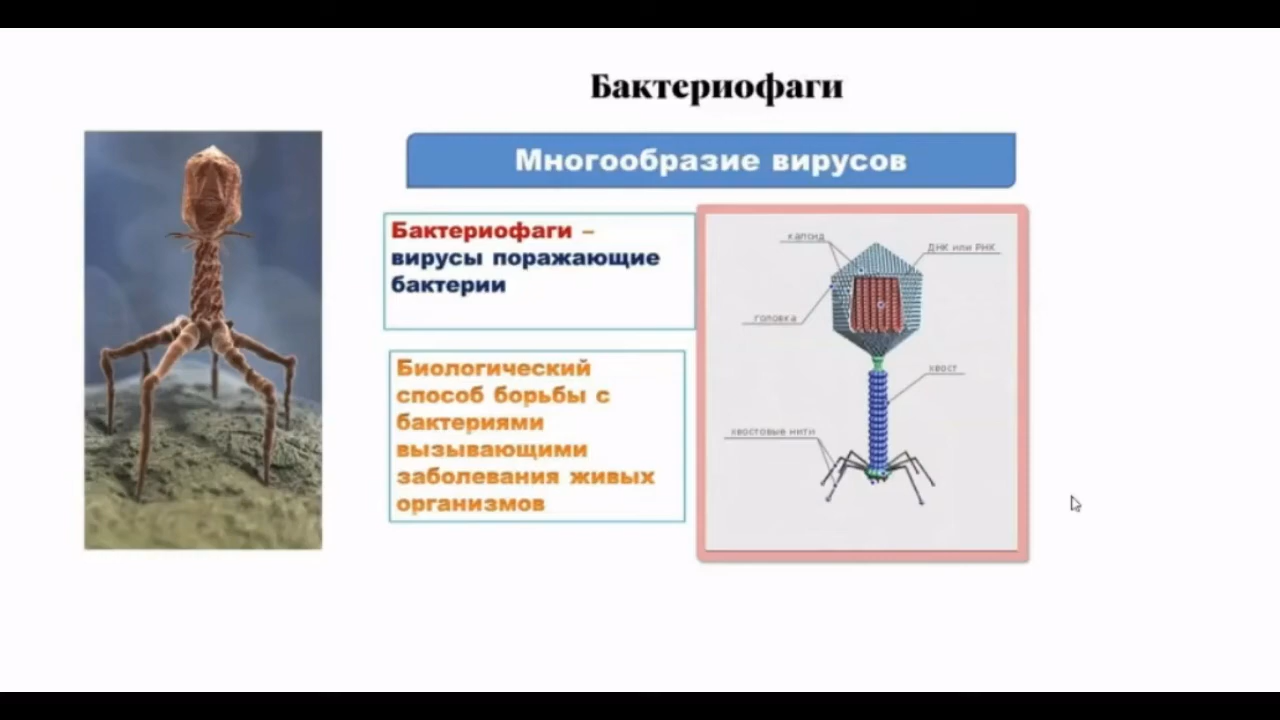 Бактериофаги
Многообразие вирусов
Бактериофаги –
вирусы поражающие
бактерии
Биологический
способ борьбы с
бактериями
вызывающими
заболевания живых
организмов
капсид
ДНК или РНК
головка
хвост
хвостовые нити